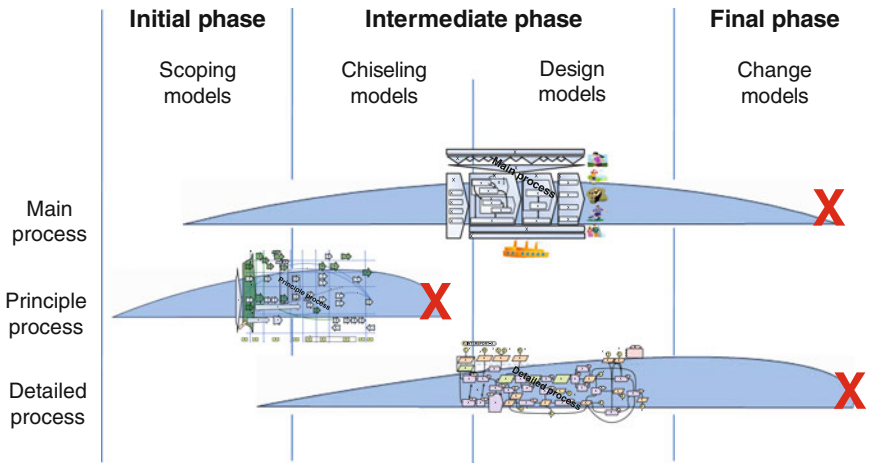 Initial phase
Intermediate phase
Final phase
Scoping
models
Chiseling
models
Design
models
Change
models
Main
process
Main process
X
Principle
process
Principle process
X
Detailed
process
Detailed process
X